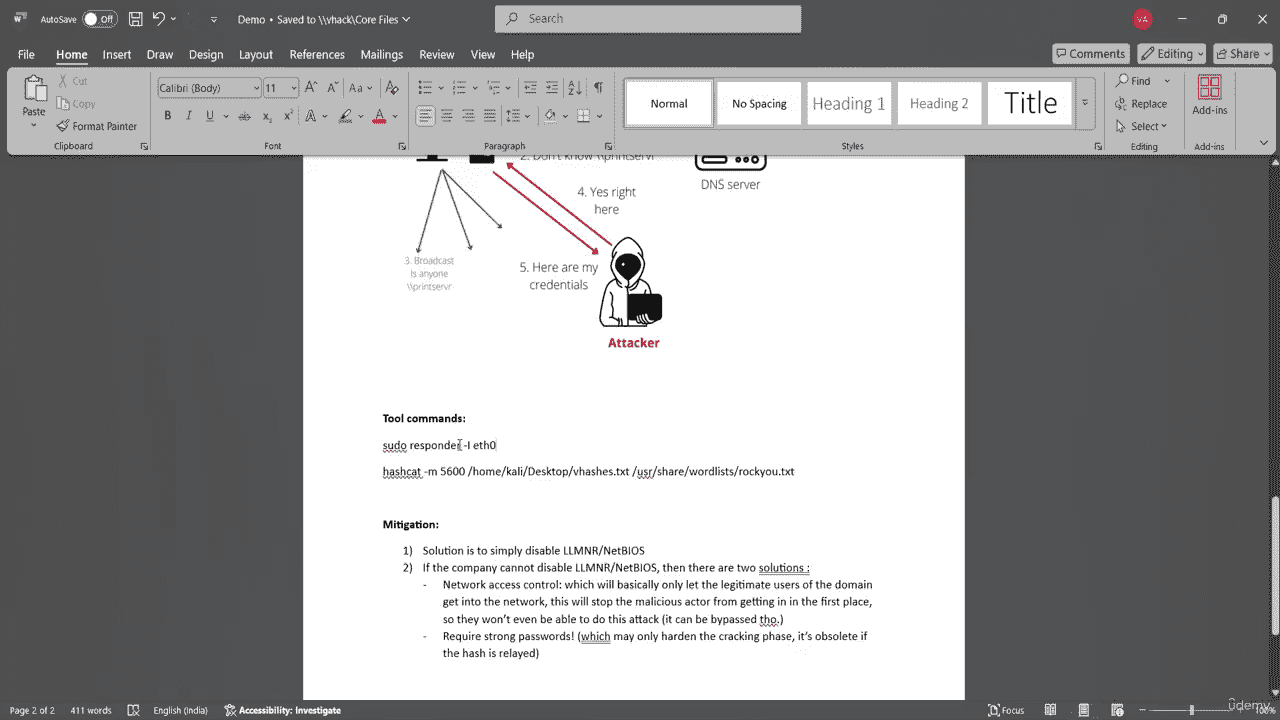 Demo • Saved to \\vhack\Core Files
Search
VA
File Home Insert Draw Design Layout References Mailings Review View Help
Comments Editing Share
Paste
Cut
Copy
Format Painter
Clipboard
Calibri (Body) 11
Font
Paragraph
Normal
No Spacing
Heading 1
Heading 2
Title
Styles
Find
Replace
Select
Editing
Add-ins
Add-ins
2. Don't know \\printservr
DNS server
4. Yes right
here
3. Broadcast
Is anyone
\\printservr
5. Here are my
credentials
Attacker
Tool commands:
sudo responder -I eth0
hashcat -m 5600 /home/kali/Desktop/vhashes.txt /usr/share/wordlists/rockyou.txt
Mitigation:
1) Solution is to simply disable LLMNR/NetBIOS
2) If the company cannot disable LLMNR/NetBIOS, then there are two solutions :
- Network access control: which will basically only let the legitimate users of the domain
get into the network, this will stop the malicious actor from getting in in the first place,
so they won't even be able to do this attack (it can be bypassed tho.)
- Require strong passwords! (which may only harden the cracking phase, it's obsolete if
the hash is relayed)
Page 2 of 2 411 words English (India) Accessibility: Investigate
Focus